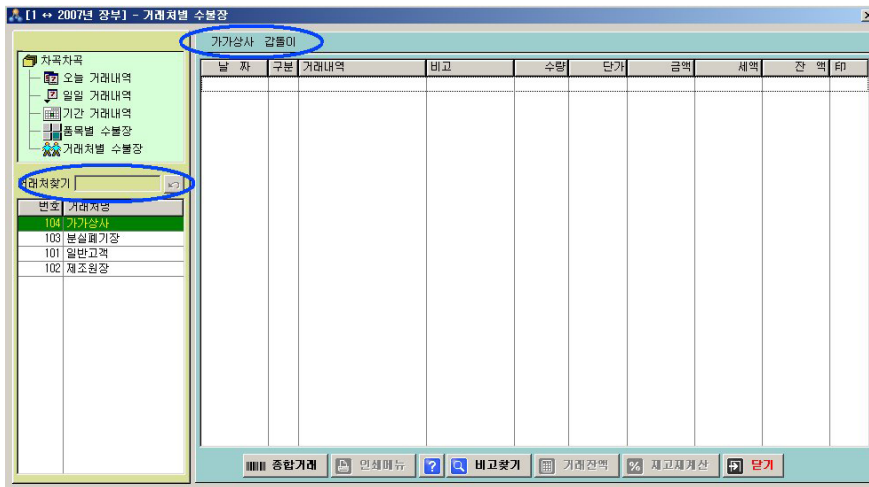 [1 ↔ 2007년 장부] - 거래처별 수불장
가가상사 갑돌이
차곡차곡
오늘 거래내역
일일 거래내역
기간 거래내역
품목별 수불장
거래처별 수불장
거래처찾기
번호 거래처명
104 가가상사
103 분실폐기장
101 일반고객
102 제조원장
날 짜 구분 거래내역 비고 수량 단가 금액 세액 잔 액 印
종합거래 인쇄메뉴 ? 비고찾기 거래잔액 % 재고재계산 닫기